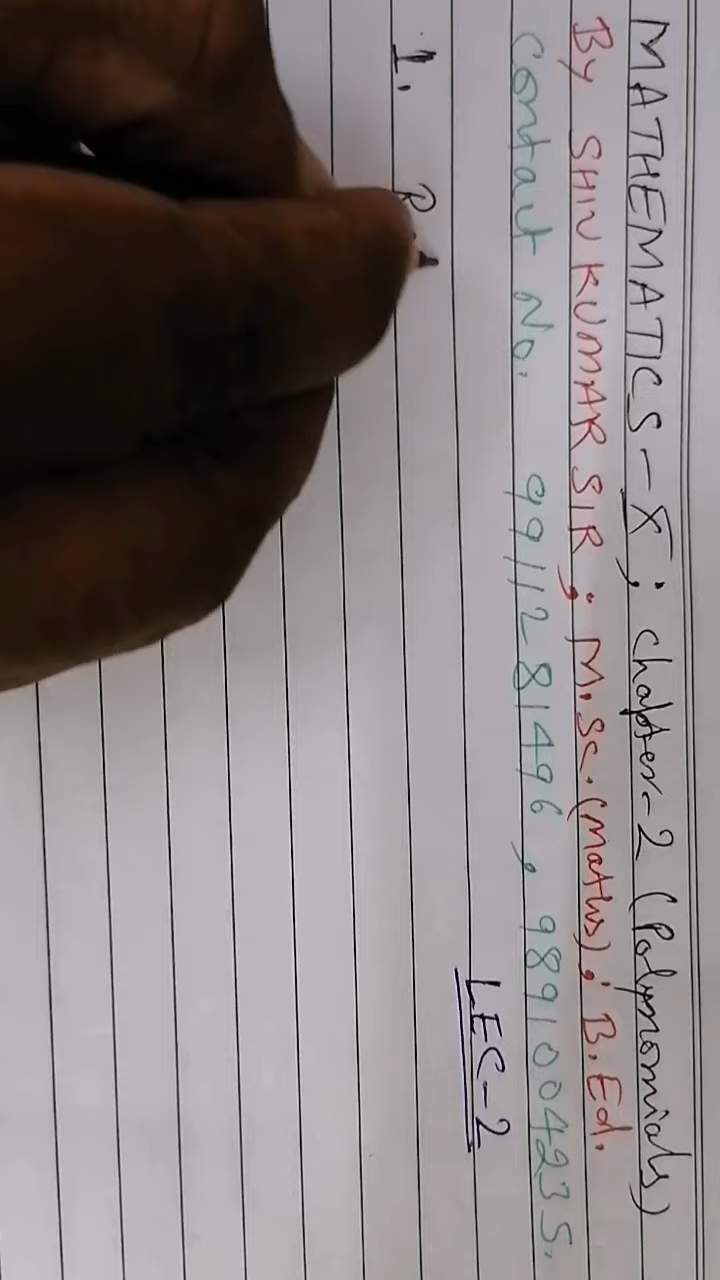 MATHEMATICS-X; chapter-2 (Polynomials)
By SHIV KUMAR SIR; M.Sc.(Maths); B.Ed.
Contact No. 9911281496, 9891004235.
LEC-2
1. R